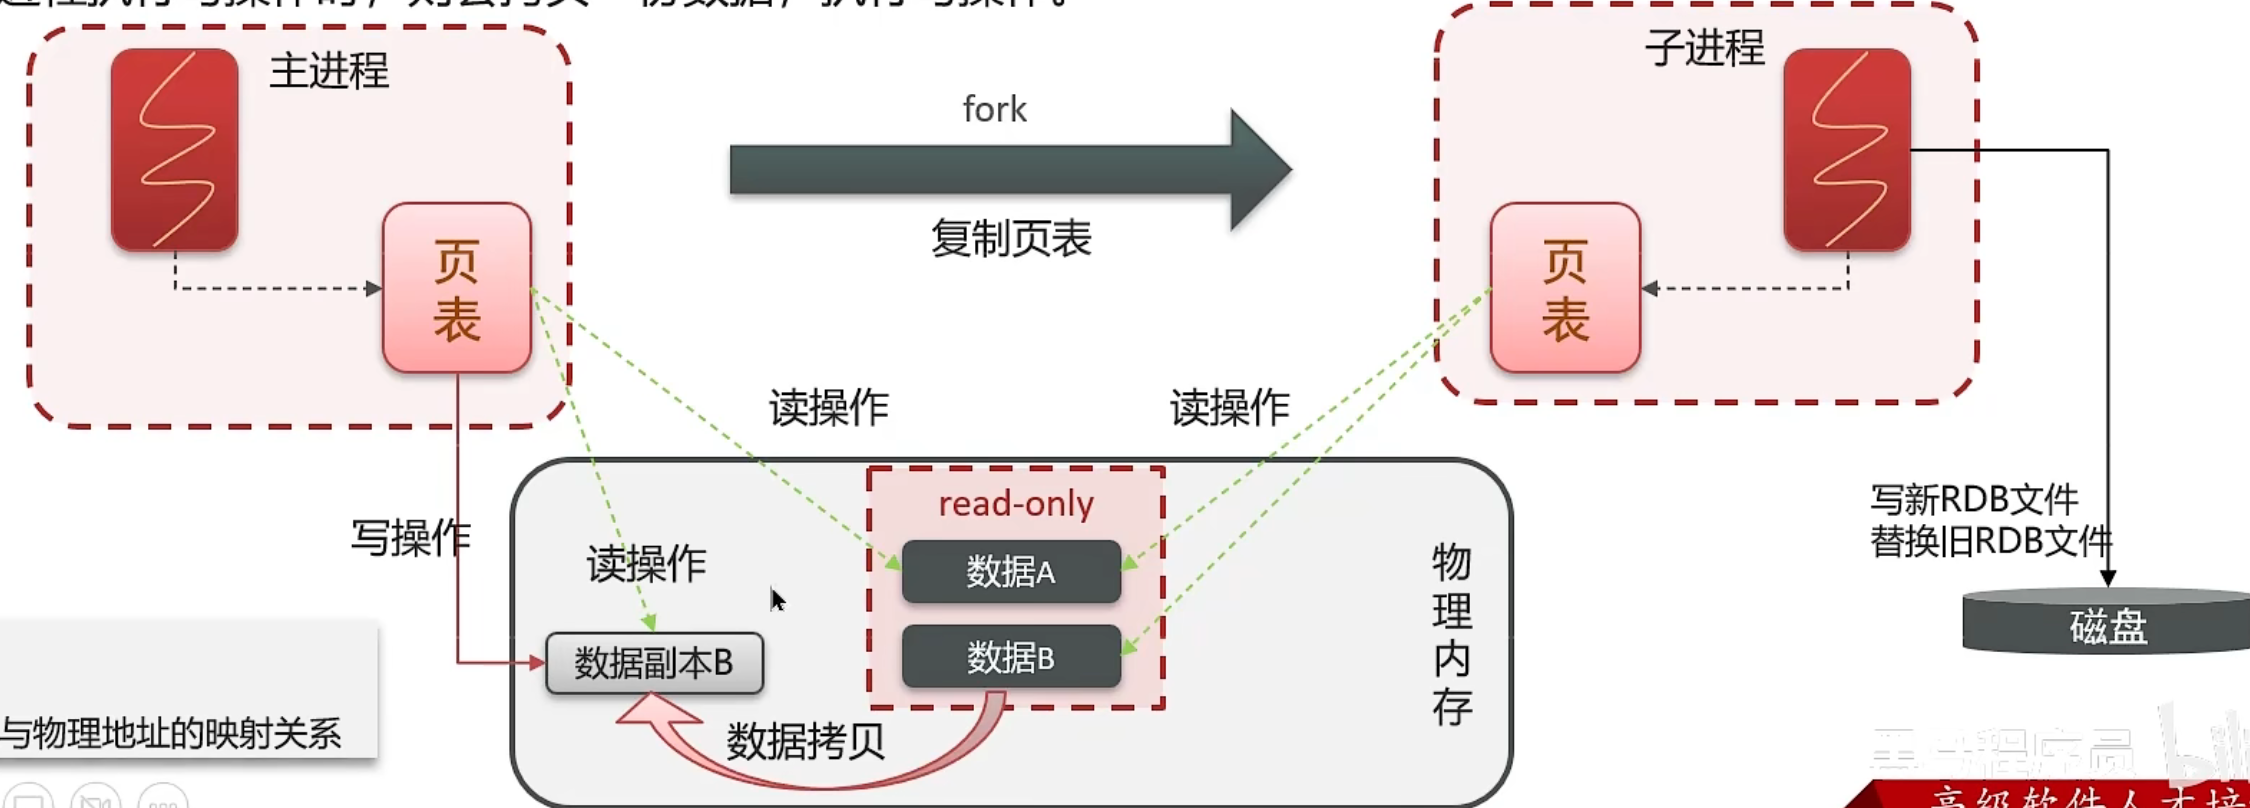 主进程
子进程
fork
复制页表
页表
页表
读操作
读操作
写操作
读操作
read-only
数据A
数据B
数据副本B
数据拷贝
物理内存
写新RDB文件
替换旧RDB文件
磁盘
与物理地址的映射关系